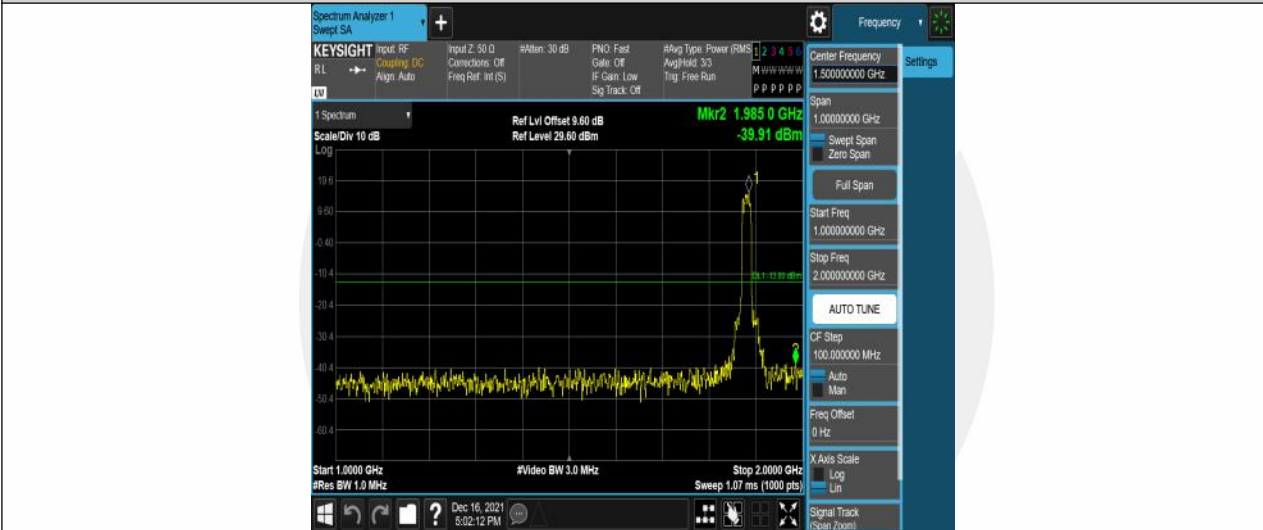 Spectrum Analyzer 1
Swept SA
+
Frequency
KEYSIGHT
RL
LV
Input: RF
Coupling: DC
Align: Auto
Input Z: 50 Ω
Corrections: Off
Freq Ref: Int (S)
#Atten: 30 dB
PNO: Fast
Gate: Off
IF Gain: Low
Sig Track: Off
#Avg Type: Power (RMS
Avg|Hold: 3/3
Trig: Free Run
1 2 3 4 5 6
M W W W W W
P P P P P P
1 Spectrum
Scale/Div 10 dB
Log
Ref Lvl Offset 9.60 dB
Ref Level 29.60 dBm
Mkr2 1.985 0 GHz
-39.91 dBm
19.6
9.60
-0.40
-10.4
-20.4
-30.4
-40.4
-50.4
-60.4
1
DL1 -13.00 dBm
2
Start 1.0000 GHz
#Res BW 1.0 MHz
#Video BW 3.0 MHz
Stop 2.0000 GHz
Sweep 1.07 ms (1000 pts)
?
Dec 16, 2021
5:02:12 PM
Center Frequency
1.500000000 GHz
Span
1.00000000 GHz
Swept Span
Zero Span
Full Span
Start Freq
1.000000000 GHz
Stop Freq
2.000000000 GHz
AUTO TUNE
CF Step
100.000000 MHz
Auto
Man
Freq Offset
0 Hz
X Axis Scale
Log
Lin
Signal Track
(Span Zoom)
Settings